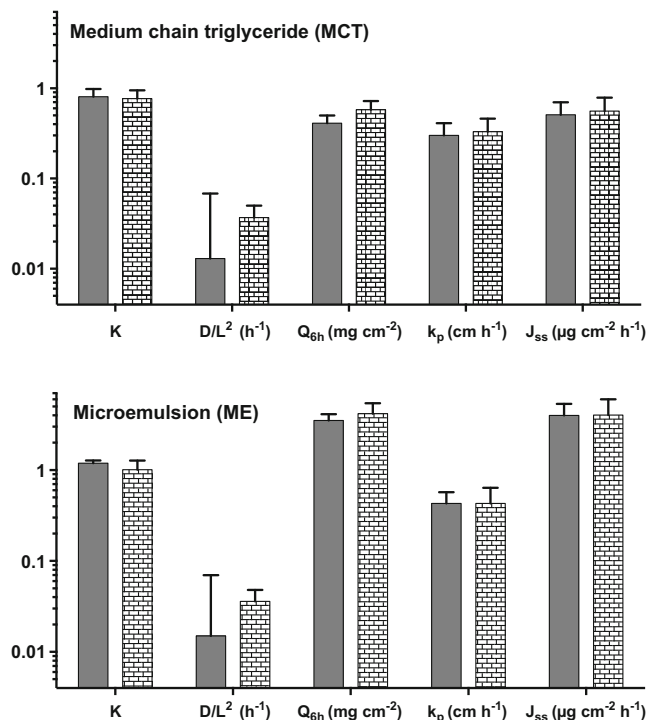 Medium chain triglyceride (MCT)
1
0.1
0.01
K D/L² (h⁻¹) Q₆ₕ (mg cm⁻²) kₚ (cm h⁻¹) Jₛₛ (µg cm⁻² h⁻¹)
Microemulsion (ME)
1
0.1
0.01
K D/L² (h⁻¹) Q₆ₕ (mg cm⁻²) kₚ (cm h⁻¹) Jₛₛ (µg cm⁻² h⁻¹)